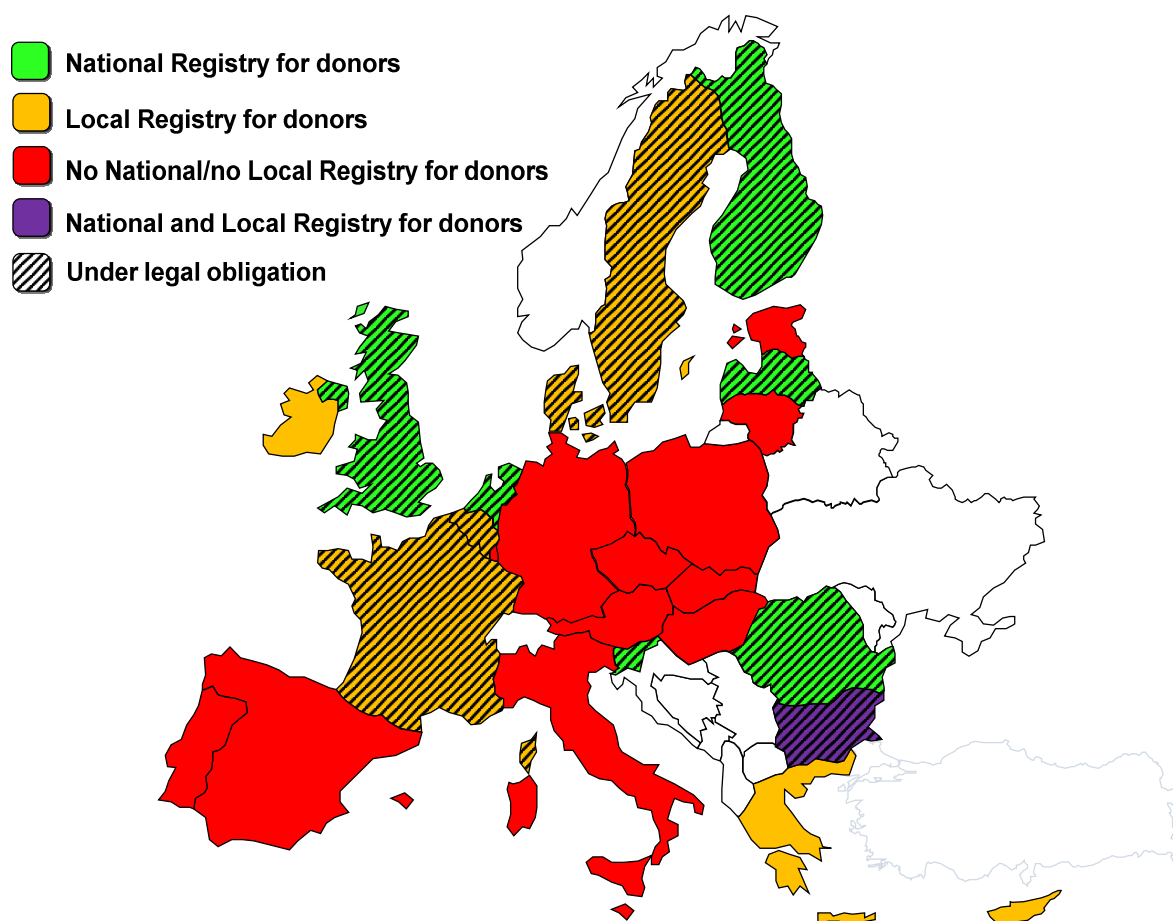 National Registry for donors
Local Registry for donors
No National/no Local Registry for donors
National and Local Registry for donors
Under legal obligation